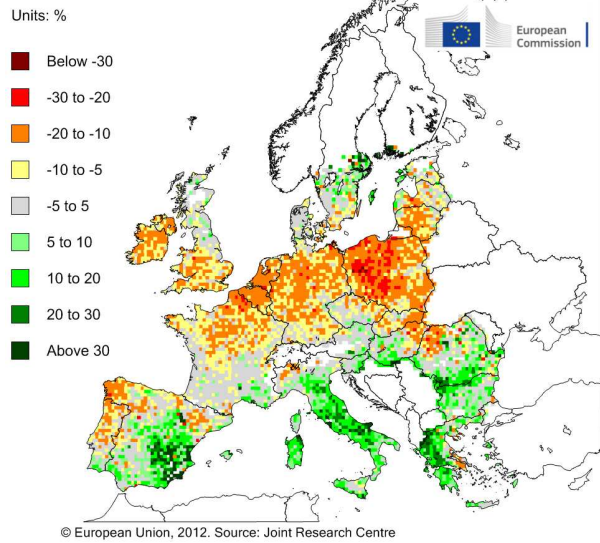 Units: %
European
Commission
Below -30
-30 to -20
-20 to -10
-10 to -5
-5 to 5
5 to 10
10 to 20
20 to 30
Above 30
© European Union, 2012. Source: Joint Research Centre